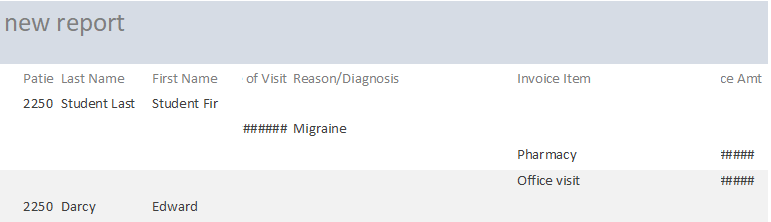 new report
Patie Last Name First Name of Visit Reason/Diagnosis Invoice Item ce Amt
2250 Student Last Student Fir
###### Migraine
Pharmacy #####
Office visit #####
2250 Darcy Edward